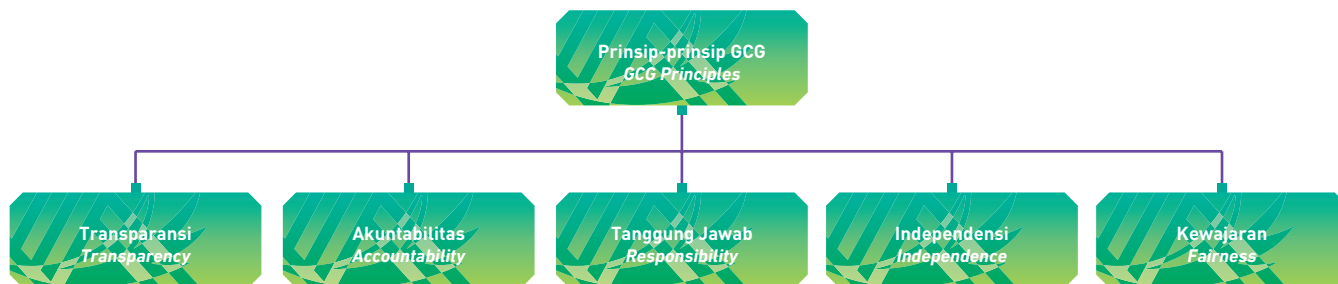 Prinsip-prinsip GCG
GCG Principles
Transparansi
Transparency
Akuntabilitas
Accountability
Tanggung Jawab
Responsibility
Independensi
Independence
Kewajaran
Fairness